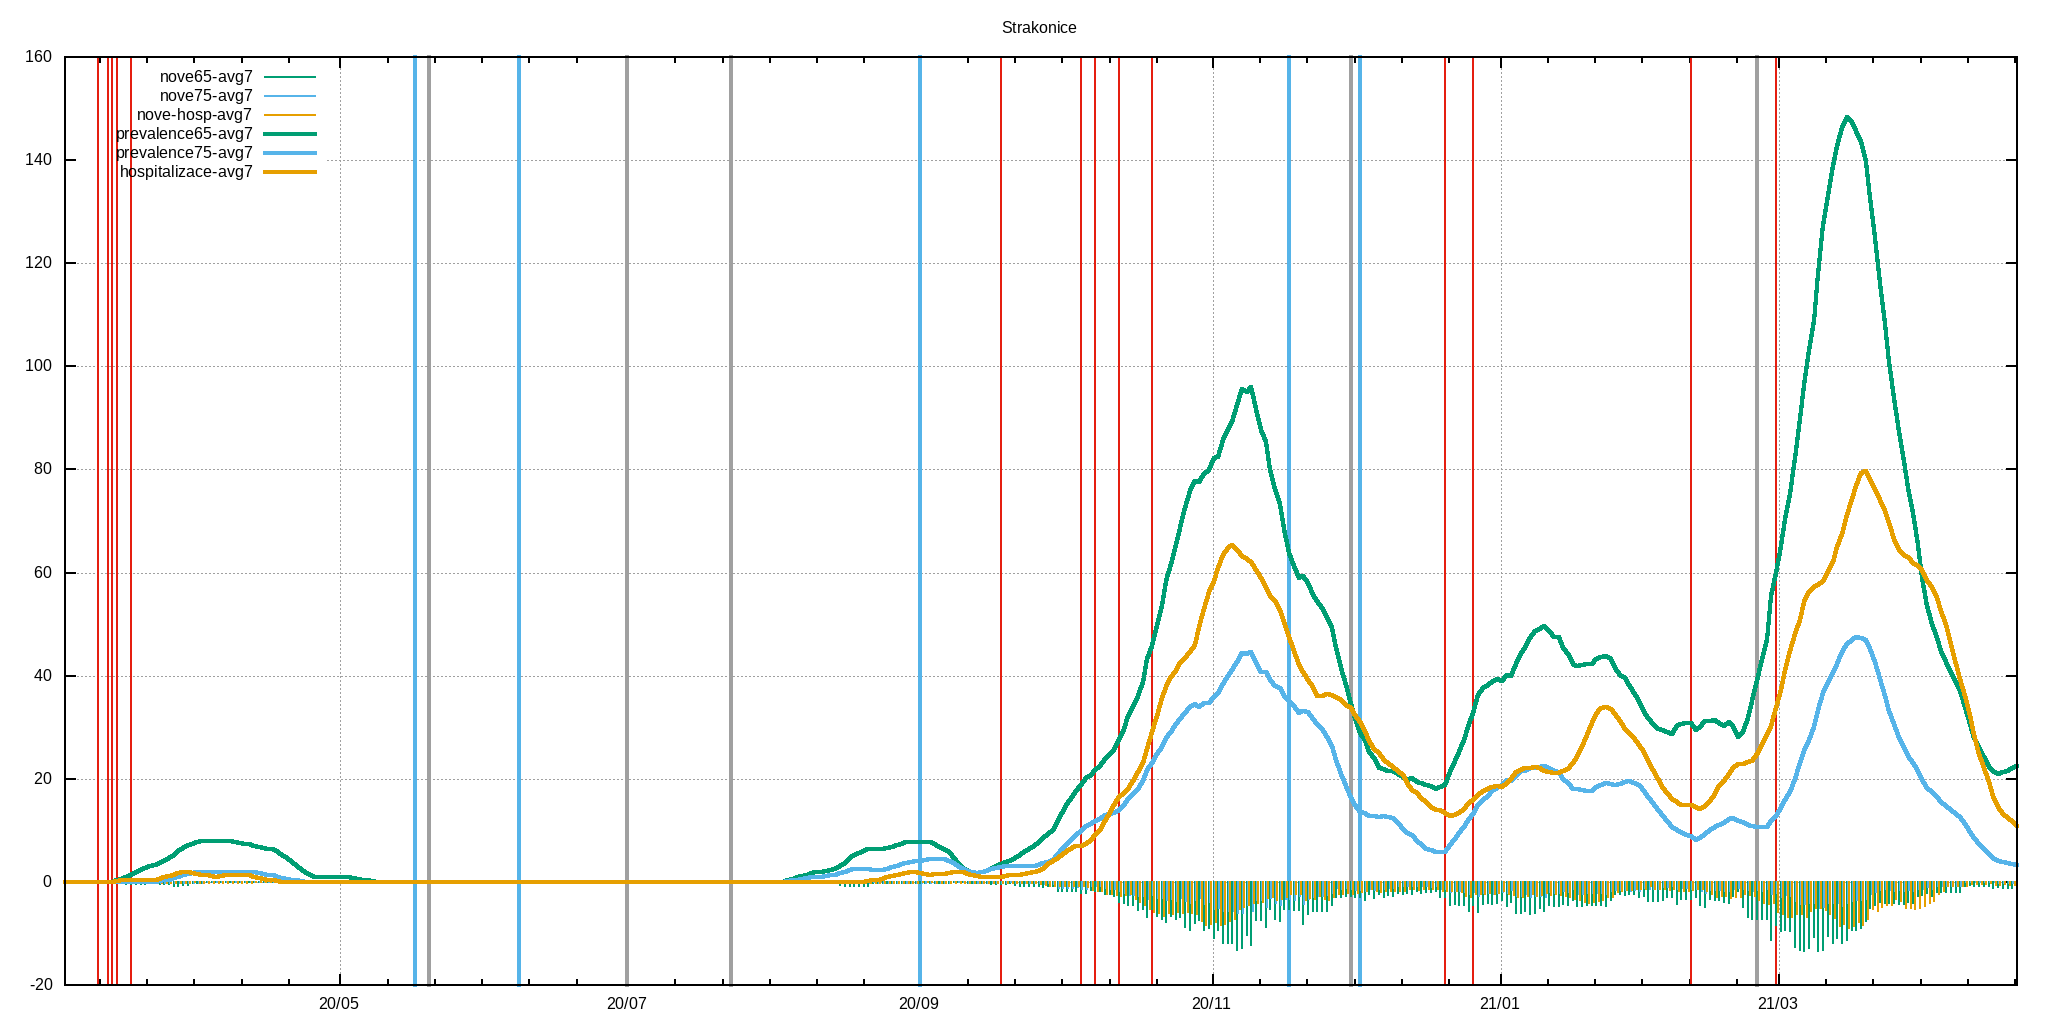 Strakonice
160
140
120
100
80
60
40
20
0
-20
nove65-avg7
nove75-avg7
nove-hosp-avg7
prevalence65-avg7
prevalence75-avg7
hospitalizace-avg7
20/05 20/07 20/09 20/11 21/01 21/03